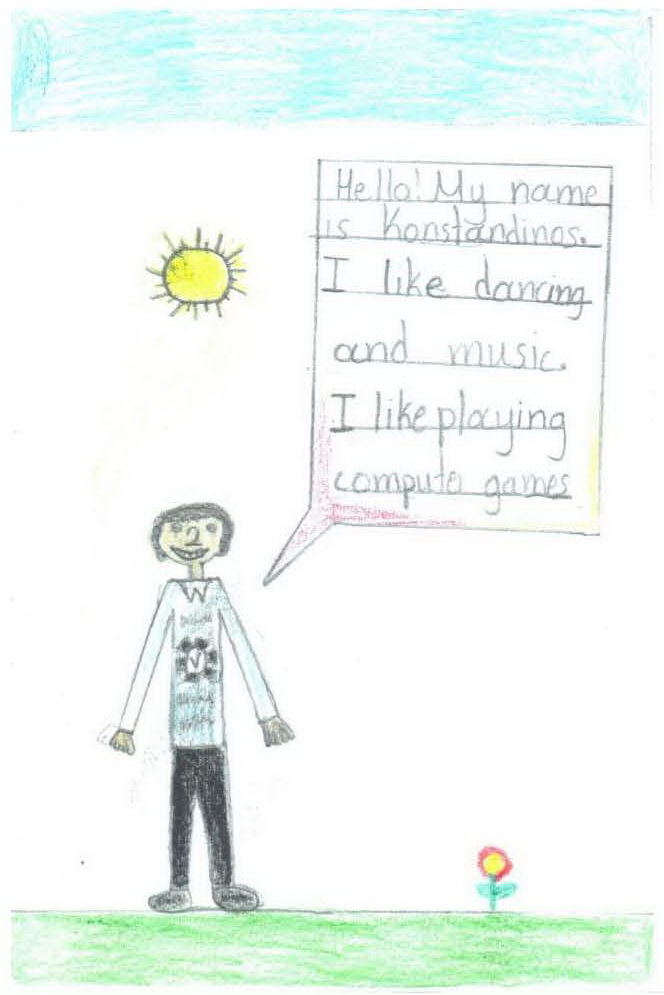 Hello! My name
is Konstandinos.
I like dancing
and music.
I like playing
computer games